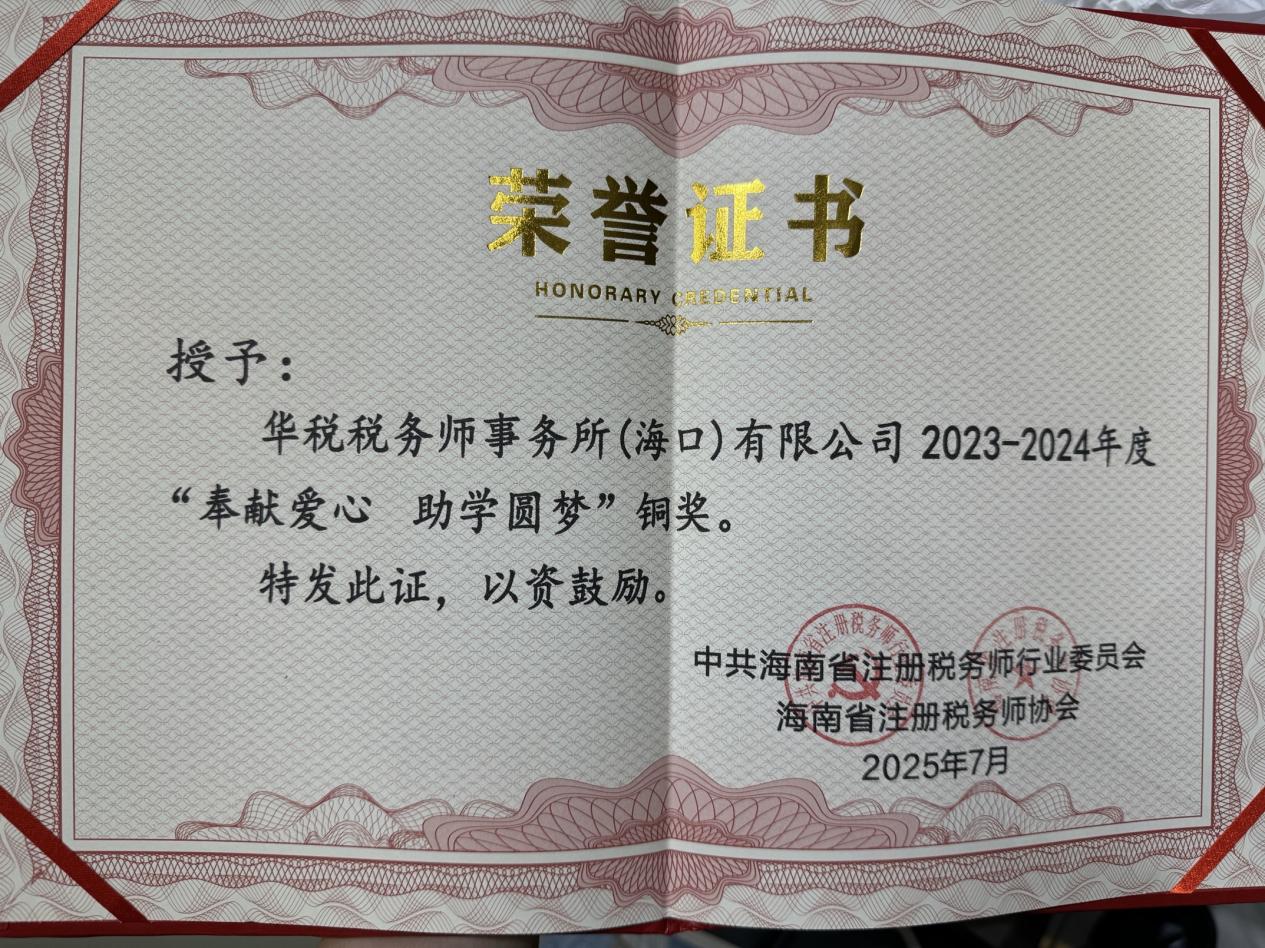 荣誉证书
HONORARY CREDENTIAL
授予：
华税税务师事务所(海口)有限公司 2023-2024年度
“奉献爱心 助学圆梦”铜奖。
特发此证，以资鼓励。
中共海南省注册税务师行业委员会
海南省注册税务师协会
2025年7月